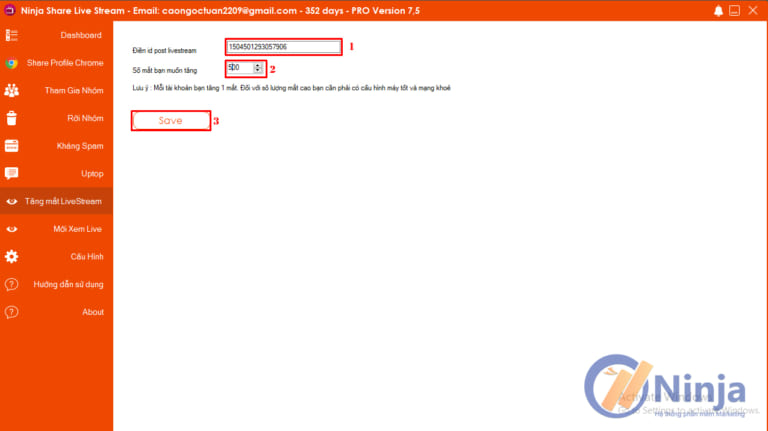 Ninja Share Live Stream - Email: caongoctuan2209@gmail.com - 352 days - PRO Version 7,5
Dashboard
Share Profile Chrome
Tham Gia Nhóm
Rời Nhóm
Kháng Spam
Uptop
Tăng mắt LiveStream
Mời Xem Live
Cấu Hình
Hướng dẫn sử dụng
About
Điền id post livestream
1504501293057906
1
Số mắt bạn muốn tăng
500
2
Lưu ý : Mỗi tài khoản bạn tăng 1 mắt. Đối với số lượng mắt cao bạn cần phải có cấu hình máy tốt và mạng khoẻ
Save
3
Ninja
Activate Windows
Go to Settings to activate Windows.
Hệ thống phần mềm Marketing